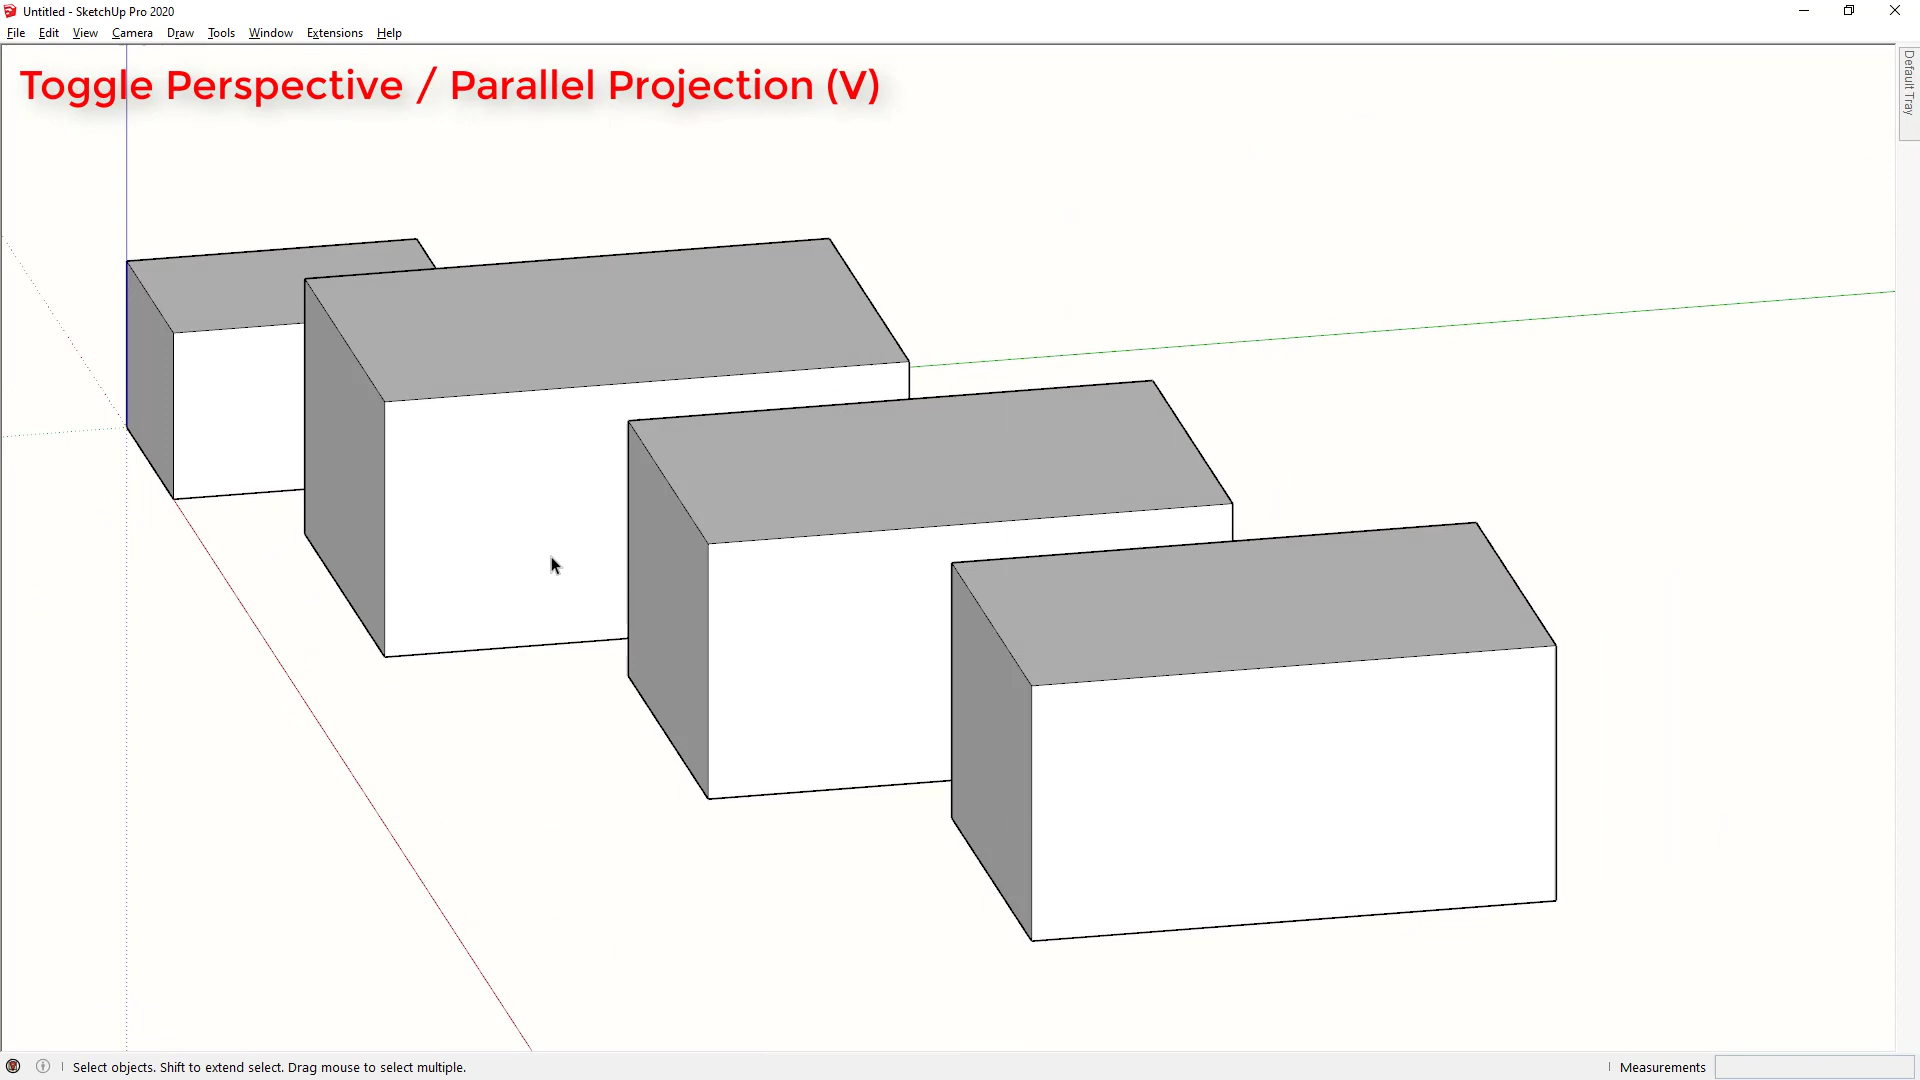 Untitled - SketchUp Pro 2020
File Edit View Camera Draw Tools Window Extensions Help
Toggle Perspective / Parallel Projection (V)
Default Tray
Select objects. Shift to extend select. Drag mouse to select multiple.
Measurements